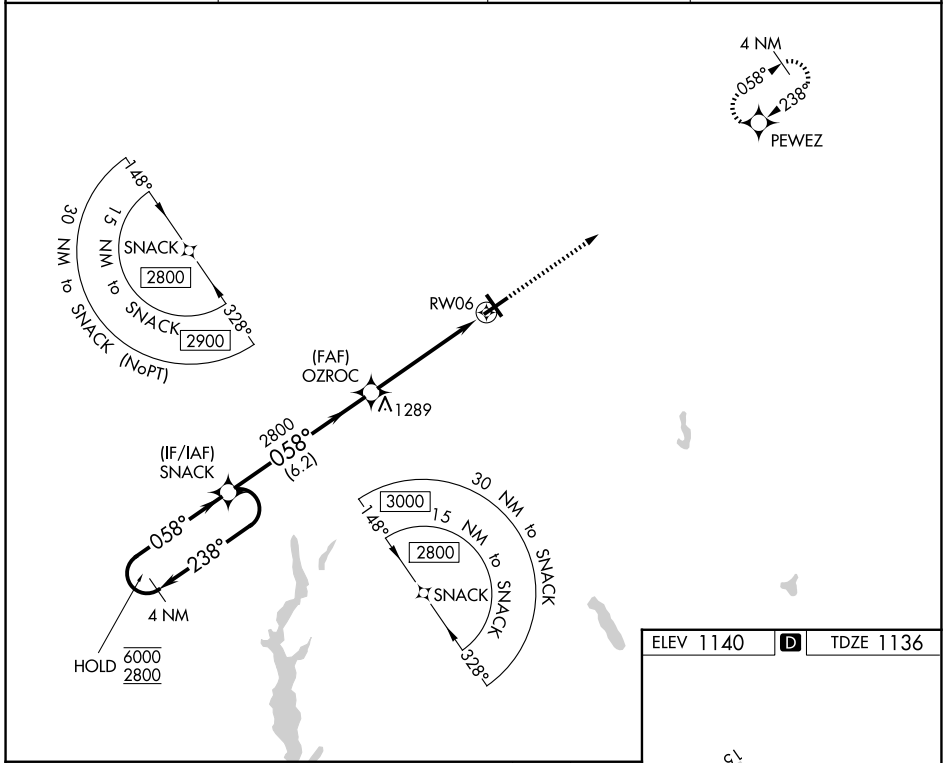 4 NM
058°
238°
PEWEZ
148°
SNACK
2800
15 NM to SNACK
2900
30 NM to SNACK (NoPT)
328°
RW06
(FAF)
OZROC
1289
2800
058°
(6.2)
(IF/IAF)
SNACK
058°
238°
4 NM
HOLD 6000
2800
30 NM to SNACK
3000
15 NM to SNACK
148°
2800
SNACK
328°
ELEV 1140 D TDZE 1136
15